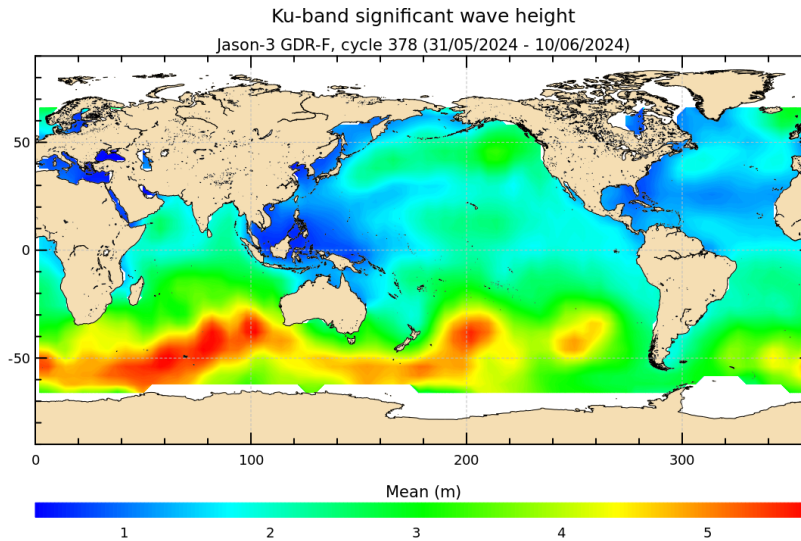 Ku-band significant wave height
Jason-3 GDR-F, cycle 378 (31/05/2024 - 10/06/2024)
50
0
-50
0 100 200 300
Mean (m)
1 2 3 4 5